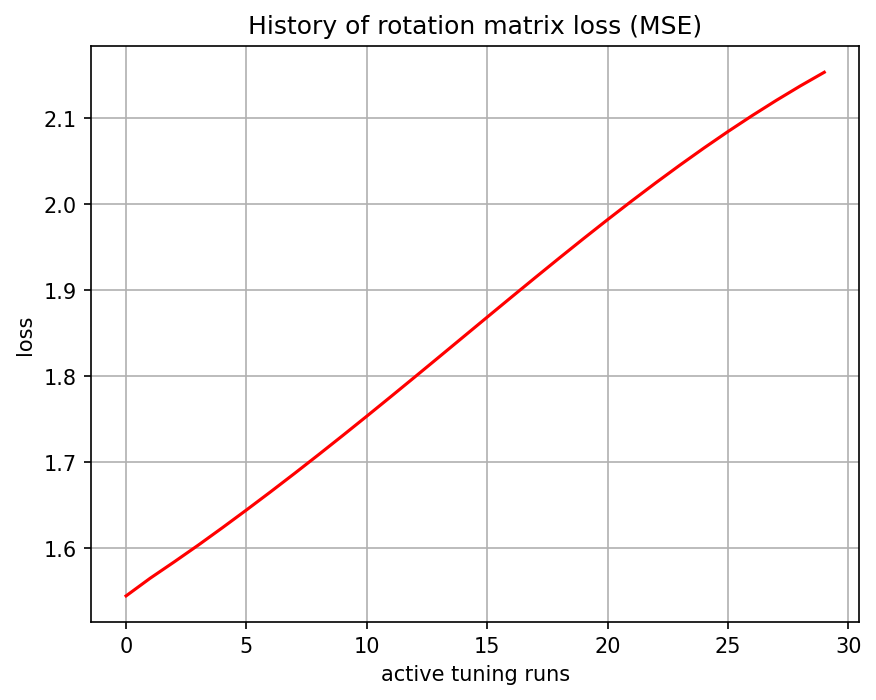 History of rotation matrix loss (MSE)
2.1
2.0
1.9
1.8
1.7
1.6
loss
0 5 10 15 20 25 30
active tuning runs